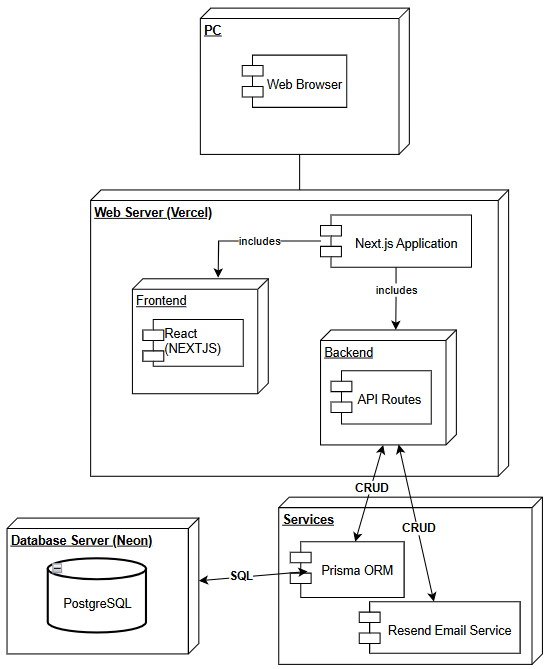 PC
Web Browser
Web Server (Vercel)
Next.js Application
includes
includes
Frontend
React
(NEXTJS)
Backend
API Routes
CRUD
CRUD
Services
Database Server (Neon)
SQL
Prisma ORM
PostgreSQL
Resend Email Service